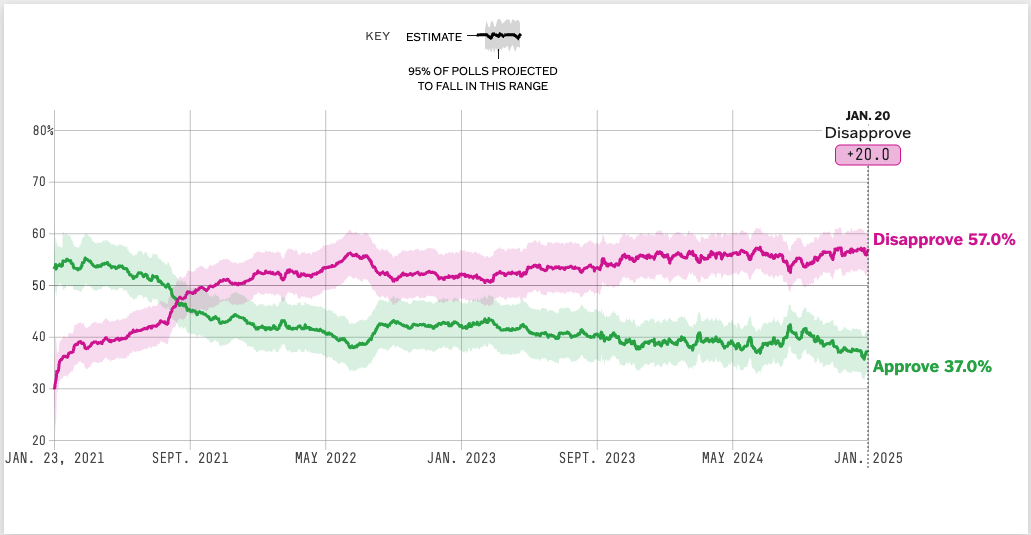 KEY ESTIMATE
95% OF POLLS PROJECTED
TO FALL IN THIS RANGE
JAN. 20
Disapprove
+20.0
80%
70
60
Disapprove 57.0%
50
40
Approve 37.0%
30
20
JAN. 23, 2021 SEPT. 2021 MAY 2022 JAN. 2023 SEPT. 2023 MAY 2024 JAN. 2025